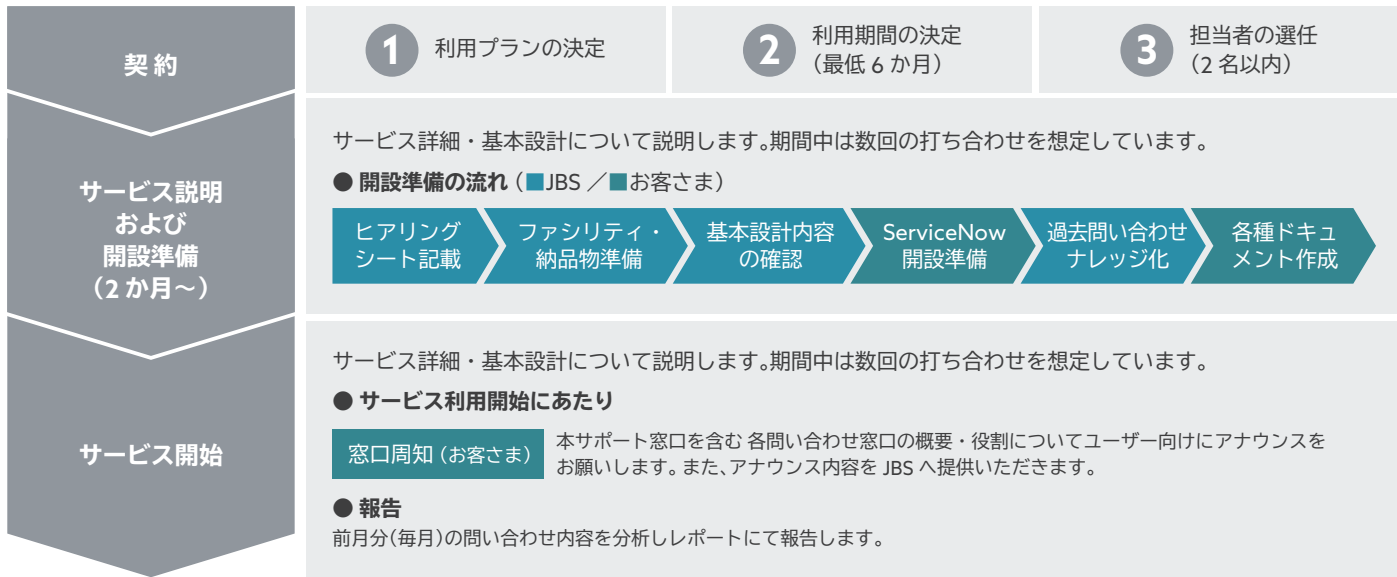 契 約
1
利用プランの決定
2
利用期間の決定
（最低 6 か月）
3
担当者の選任
（2 名以内）
サービス説明
および
開設準備
（2 か月～）
サービス詳細・基本設計について説明します。期間中は数回の打ち合わせを想定しています。
● 開設準備の流れ（■JBS ／■お客さま）
ヒアリング
シート記載
ファシリティ・
納品物準備
基本設計内容
の確認
ServiceNow
開設準備
過去問い合わせ
ナレッジ化
各種ドキュ
メント作成
サービス開始
サービス詳細・基本設計について説明します。期間中は数回の打ち合わせを想定しています。
● サービス利用開始にあたり
窓口周知（お客さま）
本サポート窓口を含む 各問い合わせ窓口の概要・役割についてユーザー向けにアナウンスを
お願いします。また、アナウンス内容を JBS へ提供いただきます。
● 報告
前月分（毎月）の問い合わせ内容を分析しレポートにて報告します。